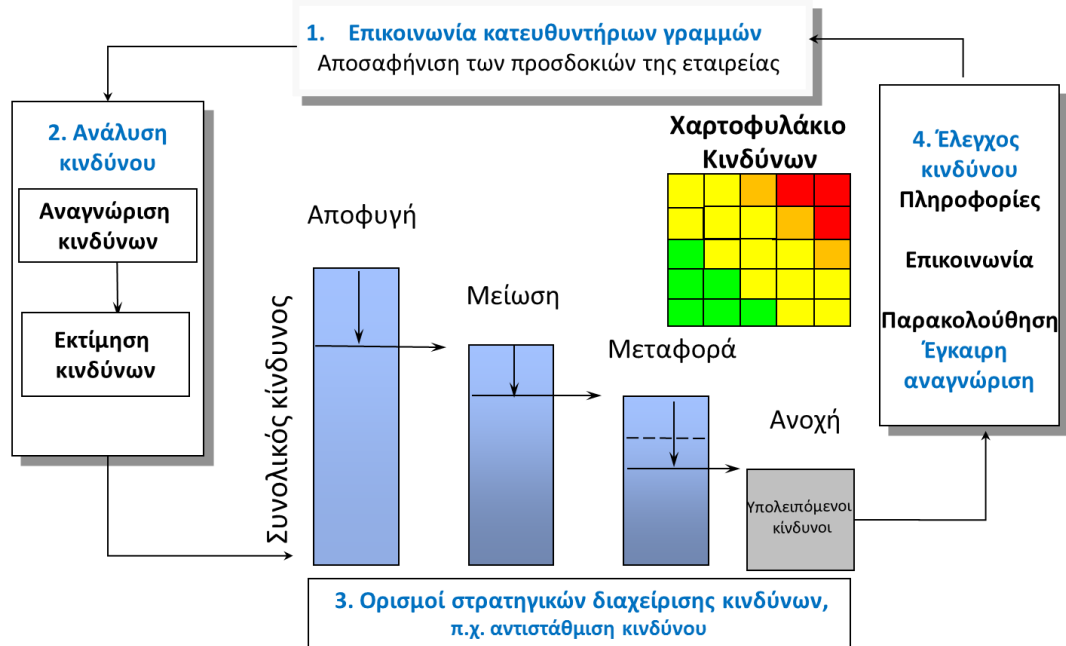 1. Επικοινωνία κατευθυντήριων γραμμών
Αποσαφήνιση των προσδοκιών της εταιρείας
2. Ανάλυση
κινδύνου
Αναγνώριση
κινδύνων
Εκτίμηση
κινδύνων
Συνολικός κίνδυνος
Αποφυγή
Μείωση
Μεταφορά
Ανοχή
Υπολειπόμενοι
κίνδυνοι
Χαρτοφυλάκιο
Κινδύνων
3. Ορισμοί στρατηγικών διαχείρισης κινδύνων,
π.χ. αντιστάθμιση κινδύνου
4. Έλεγχος
κινδύνου
Πληροφορίες
Επικοινωνία
Παρακολούθηση
Έγκαιρη
αναγνώριση